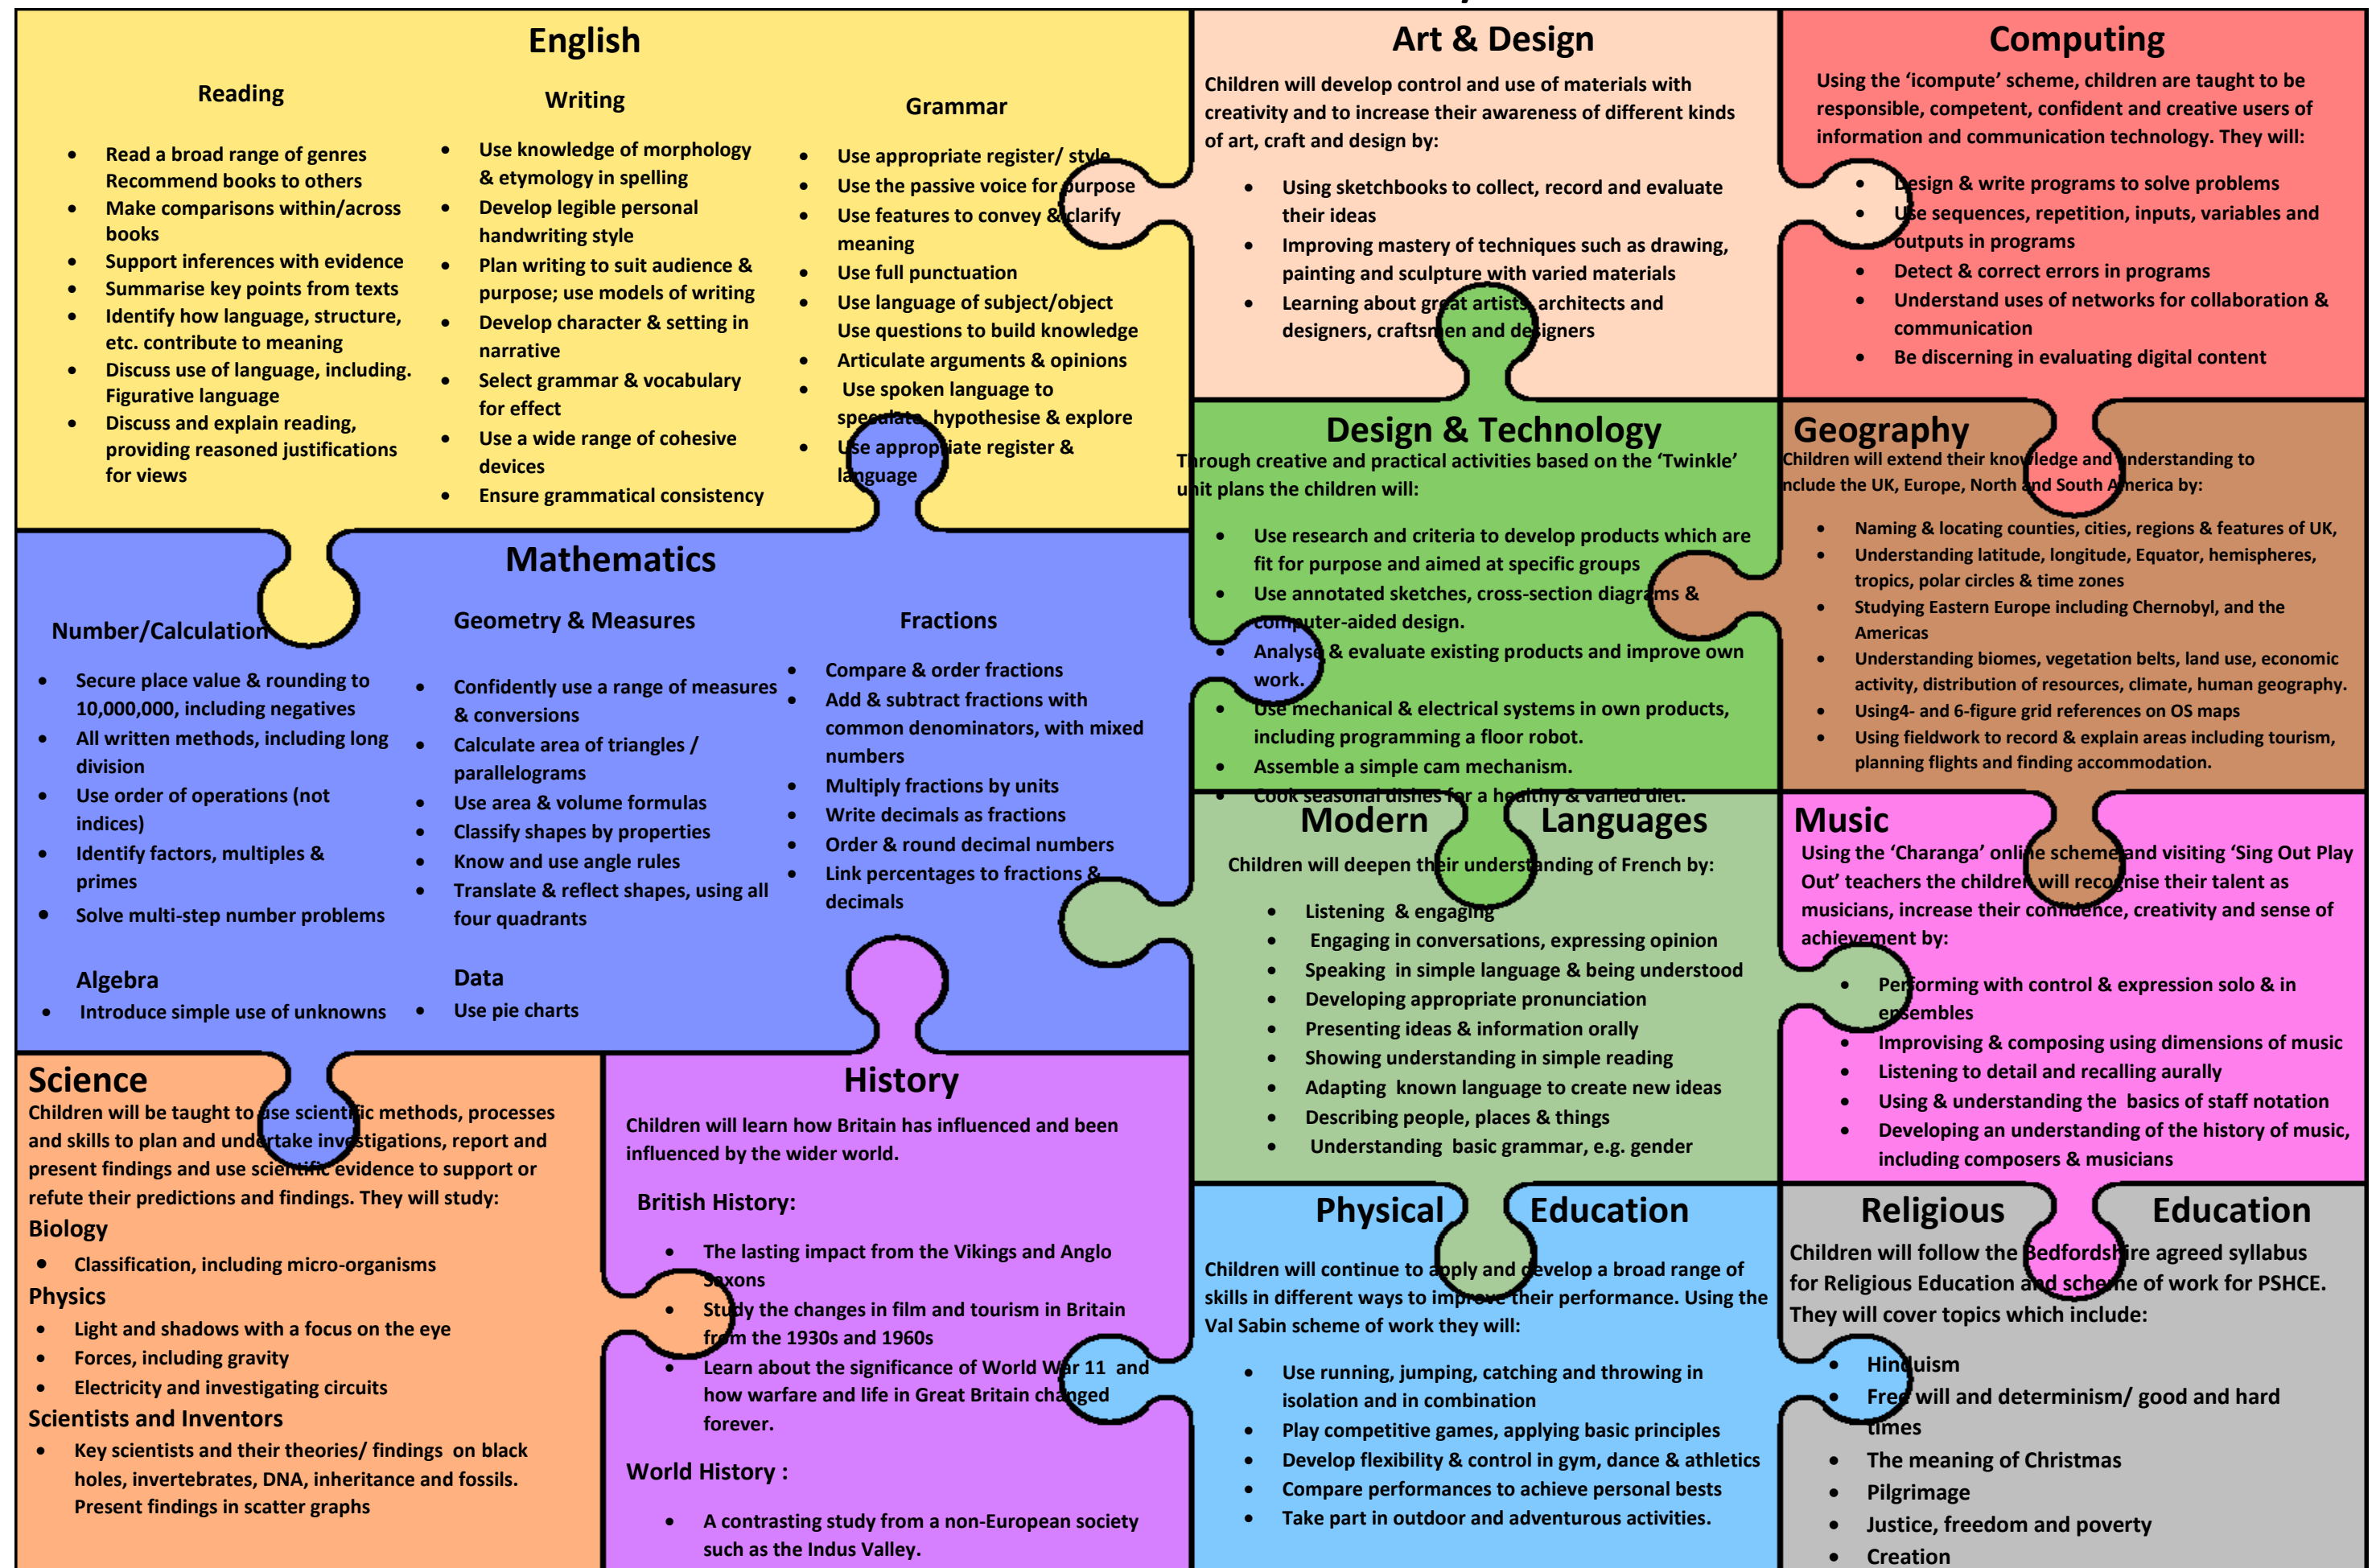 English
Reading
• Read a broad range of genres
Recommend books to others
• Make comparisons within/across
books
• Support inferences with evidence
• Summarise key points from texts
• Identify how language, structure,
etc. contribute to meaning
• Discuss use of language, including.
Figurative language
• Discuss and explain reading,
providing reasoned justifications
for views
Writing
• Use knowledge of morphology
& etymology in spelling
• Develop legible personal
handwriting style
• Plan writing to suit audience &
purpose; use models of writing
• Develop character & setting in
narrative
• Select grammar & vocabulary
for effect
• Use a wide range of cohesive
devices
• Ensure grammatical consistency
Grammar
• Use appropriate register/ style
• Use the passive voice for purpose
• Use features to convey & clarify
meaning
• Use full punctuation
• Use language of subject/object
Use questions to build knowledge
• Articulate arguments & opinions
• Use spoken language to
speculate, hypothesise & explore
• Use appropriate register &
language
Art & Design
Children will develop control and use of materials with
creativity and to increase their awareness of different kinds
of art, craft and design by:
• Using sketchbooks to collect, record and evaluate
their ideas
• Improving mastery of techniques such as drawing,
painting and sculpture with varied materials
• Learning about great artists, architects and
designers, craftsmen and designers
Computing
Using the ‘icompute’ scheme, children are taught to be
responsible, competent, confident and creative users of
information and communication technology. They will:
• Design & write programs to solve problems
• Use sequences, repetition, inputs, variables and
outputs in programs
• Detect & correct errors in programs
• Understand uses of networks for collaboration &
communication
• Be discerning in evaluating digital content
Mathematics
Number/Calculation
• Secure place value & rounding to
10,000,000, including negatives
• All written methods, including long
division
• Use order of operations (not
indices)
• Identify factors, multiples &
primes
• Solve multi-step number problems
Algebra
• Introduce simple use of unknowns
Geometry & Measures
• Confidently use a range of measures
& conversions
• Calculate area of triangles /
parallelograms
• Use area & volume formulas
• Classify shapes by properties
• Know and use angle rules
• Translate & reflect shapes, using all
four quadrants
Data
• Use pie charts
Fractions
• Compare & order fractions
• Add & subtract fractions with
common denominators, with mixed
numbers
• Multiply fractions by units
• Write decimals as fractions
• Order & round decimal numbers
• Link percentages to fractions &
decimals
Design & Technology
Through creative and practical activities based on the ‘Twinkle’
unit plans the children will:
• Use research and criteria to develop products which are
fit for purpose and aimed at specific groups
• Use annotated sketches, cross-section diagrams &
computer-aided design.
• Analyse & evaluate existing products and improve own
work.
• Use mechanical & electrical systems in own products,
including programming a floor robot.
• Assemble a simple cam mechanism.
• Cook seasonal dishes for a healthy & varied diet.
Geography
Children will extend their knowledge and understanding to
nclude the UK, Europe, North and South America by:
• Naming & locating counties, cities, regions & features of UK,
• Understanding latitude, longitude, Equator, hemispheres,
tropics, polar circles & time zones
• Studying Eastern Europe including Chernobyl, and the
Americas
• Understanding biomes, vegetation belts, land use, economic
activity, distribution of resources, climate, human geography.
• Using4- and 6-figure grid references on OS maps
• Using fieldwork to record & explain areas including tourism,
planning flights and finding accommodation.
Modern Languages
Children will deepen their understanding of French by:
• Listening & engaging
• Engaging in conversations, expressing opinion
• Speaking in simple language & being understood
• Developing appropriate pronunciation
• Presenting ideas & information orally
• Showing understanding in simple reading
• Adapting known language to create new ideas
• Describing people, places & things
• Understanding basic grammar, e.g. gender
Music
Using the ‘Charanga’ online scheme and visiting ‘Sing Out Play
Out’ teachers the children will recognise their talent as
musicians, increase their confidence, creativity and sense of
achievement by:
• Performing with control & expression solo & in
ensembles
• Improvising & composing using dimensions of music
• Listening to detail and recalling aurally
• Using & understanding the basics of staff notation
• Developing an understanding of the history of music,
including composers & musicians
Science
Children will be taught to use scientific methods, processes
and skills to plan and undertake investigations, report and
present findings and use scientific evidence to support or
refute their predictions and findings. They will study:
Biology
• Classification, including micro-organisms
Physics
• Light and shadows with a focus on the eye
• Forces, including gravity
• Electricity and investigating circuits
Scientists and Inventors
• Key scientists and their theories/ findings on black
holes, invertebrates, DNA, inheritance and fossils.
Present findings in scatter graphs
History
Children will learn how Britain has influenced and been
influenced by the wider world.
British History:
• The lasting impact from the Vikings and Anglo
Saxons
• Study the changes in film and tourism in Britain
from the 1930s and 1960s
• Learn about the significance of World War 11 and
how warfare and life in Great Britain changed
forever.
World History :
• A contrasting study from a non-European society
such as the Indus Valley.
Physical Education
Children will continue to apply and develop a broad range of
skills in different ways to improve their performance. Using the
Val Sabin scheme of work they will:
• Use running, jumping, catching and throwing in
isolation and in combination
• Play competitive games, applying basic principles
• Develop flexibility & control in gym, dance & athletics
• Compare performances to achieve personal bests
• Take part in outdoor and adventurous activities.
Religious Education
Children will follow the Bedfordshire agreed syllabus
for Religious Education and scheme of work for PSHCE.
They will cover topics which include:
• Hinduism
• Free will and determinism/ good and hard
times
• The meaning of Christmas
• Pilgrimage
• Justice, freedom and poverty
• Creation